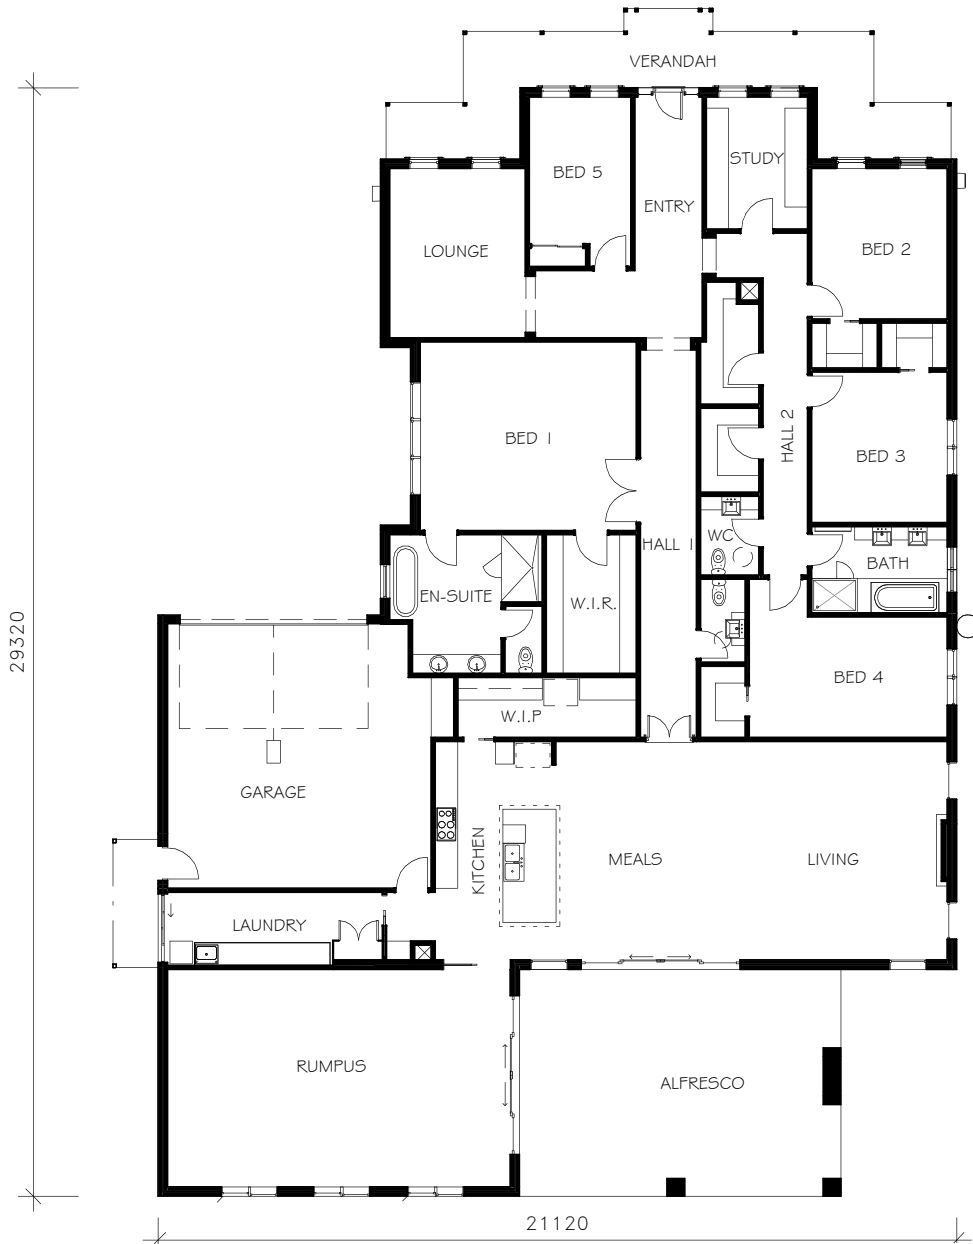 VERANDAH
STUDY
BED 5
ENTRY
LOUNGE
BED 2
BED 1
HALL 2
BED 3
WC
HALL 1
BATH
EN-SUITE
W.I.R.
29320
BED 4
W.I.P
GARAGE
KITCHEN
MEALS
LIVING
LAUNDRY
RUMPUS
ALFRESCO
21120